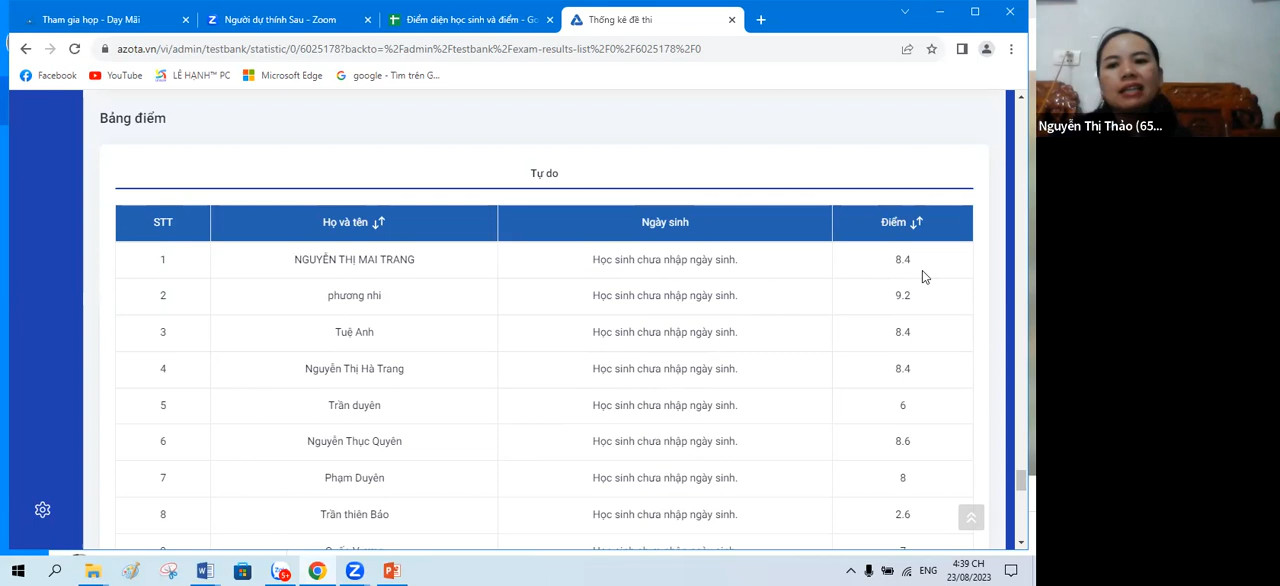 Tham gia họp - Dạy Mãi
Người dự thính Sau - Zoom
Điểm diện học sinh và điểm - Go
Thống kê đề thi
azota.vn/vi/admin/testbank/statistic/0/6025178?backto=%2Fadmin%2Ftestbank%2Fexam-results-list%2F0%2F6025178%2F0
Facebook
YouTube
LÊ HẠNH™ PC
Microsoft Edge
google - Tìm trên G...
Bảng điểm
Tự do
STT Họ và tên Ngày sinh Điểm
1 NGUYỄN THỊ MAI TRANG Học sinh chưa nhập ngày sinh. 8.4
2 phương nhi Học sinh chưa nhập ngày sinh. 9.2
3 Tuệ Anh Học sinh chưa nhập ngày sinh. 8.4
4 Nguyễn Thị Hà Trang Học sinh chưa nhập ngày sinh. 8.4
5 Trần duyên Học sinh chưa nhập ngày sinh. 6
6 Nguyễn Thục Quyên Học sinh chưa nhập ngày sinh. 8.6
7 Phạm Duyên Học sinh chưa nhập ngày sinh. 8
8 Trần thiên Bảo Học sinh chưa nhập ngày sinh. 2.6
Nguyễn Thị Thảo (65...
ENG
4:39 CH
23/08/2023